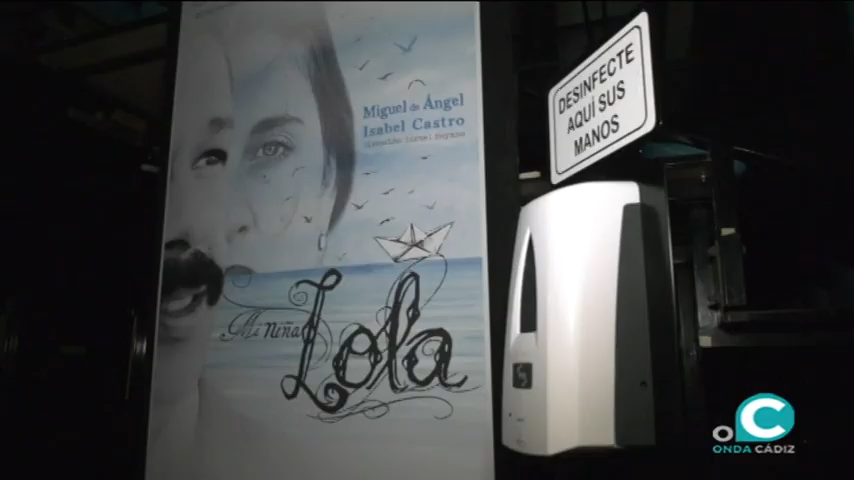 Miguel de Ángel
Isabel Castro
Mi niña
Lola
DESINFECTE
AQUÍ SUS
MANOS
ONDA CÁDIZ